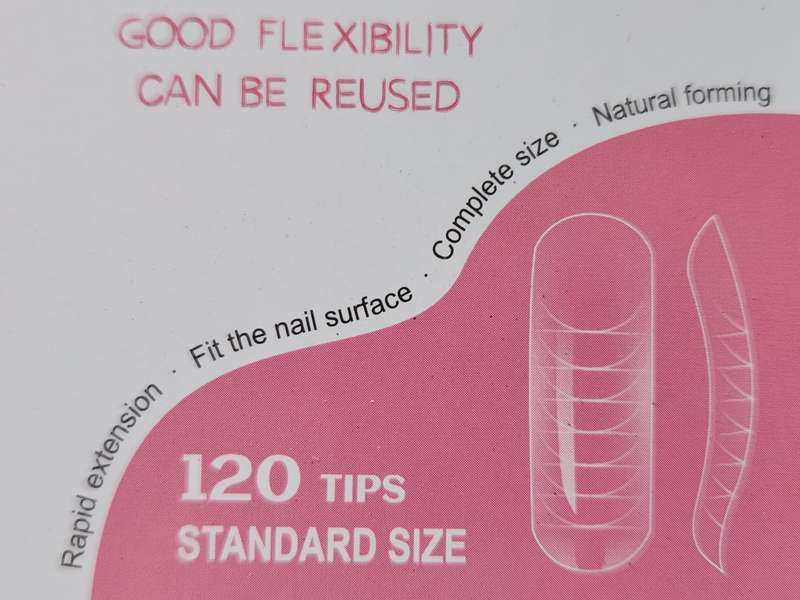 GOOD FLEXIBILITY
CAN BE REUSED
Rapid extension · Fit the nail surface · Complete size · Natural forming
120 TIPS
STANDARD SIZE